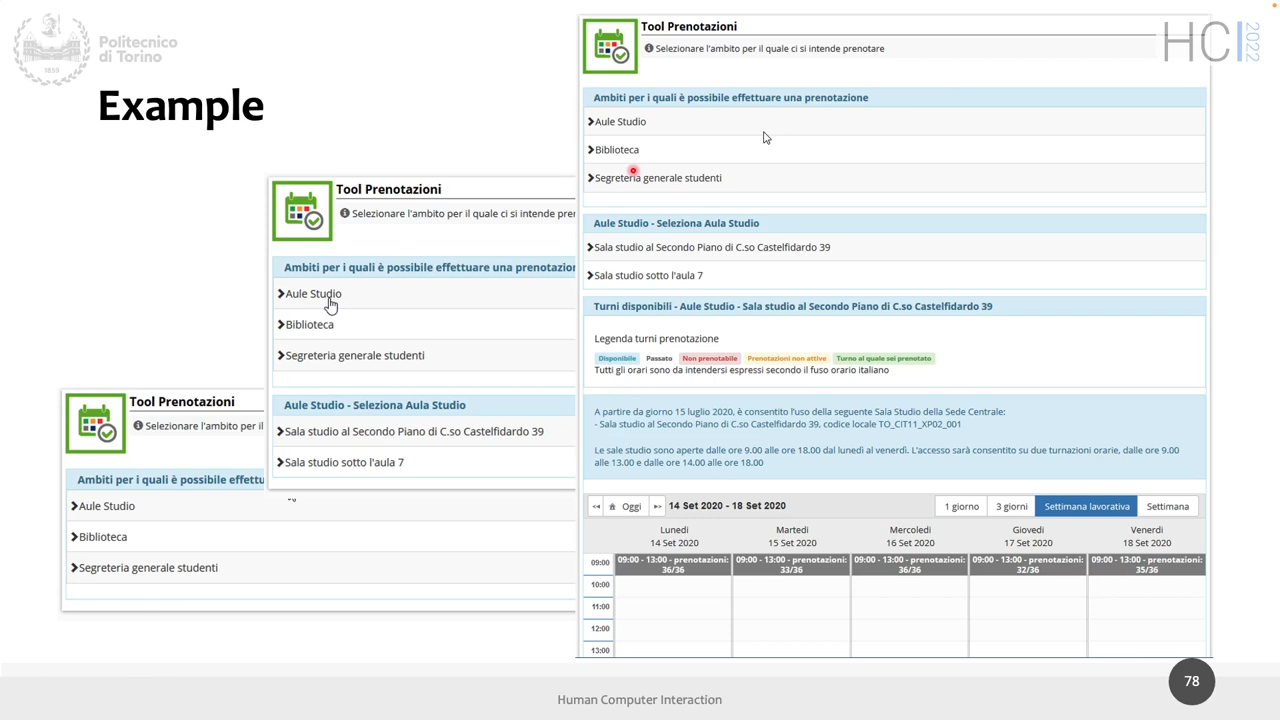 Politecnico
di Torino
1859
Example
HCI 2022
Tool Prenotazioni
Selezionare l'ambito per il
Ambiti per i quali è possibile effettu
Aule Studio
Biblioteca
Segreteria generale studenti
Tool Prenotazioni
Selezionare l'ambito per il quale ci si intende pre
Ambiti per i quali è possibile effettuare una prenotazion
Aule Studio
Biblioteca
Segreteria generale studenti
Aule Studio - Seleziona Aula Studio
Sala studio al Secondo Piano di C.so Castelfidardo 39
Sala studio sotto l'aula 7
Tool Prenotazioni
Selezionare l'ambito per il quale ci si intende prenotare
Ambiti per i quali è possibile effettuare una prenotazione
Aule Studio
Biblioteca
Segreteria generale studenti
Aule Studio - Seleziona Aula Studio
Sala studio al Secondo Piano di C.so Castelfidardo 39
Sala studio sotto l'aula 7
Turni disponibili - Aule Studio - Sala studio al Secondo Piano di C.so Castelfidardo 39
Legenda turni prenotazione
Disponibile Passato Non prenotabile Prenotazioni non attive Turno al quale sei prenotato
Tutti gli orari sono da intendersi espressi secondo il fuso orario italiano
A partire da giorno 15 luglio 2020, è consentito l'uso della seguente Sala Studio della Sede Centrale:
- Sala studio al Secondo Piano di C.so Castelfidardo 39, codice locale TO_CIT11_XP02_001
Le sale studio sono aperte dalle ore 9.00 alle ore 18.00 dal lunedì al venerdì. L'accesso sarà consentito su due turnazioni orarie, dalle ore 9.00
alle 13.00 e dalle ore 14.00 alle ore 18.00
Oggi 14 Set 2020 - 18 Set 2020 1 giorno 3 giorni Settimana lavorativa Settimana
Lunedì Martedì Mercoledì Giovedì Venerdì
14 Set 2020 15 Set 2020 16 Set 2020 17 Set 2020 18 Set 2020
09:00 09:00 - 13:00 - prenotazioni: 36/36 09:00 - 13:00 - prenotazioni: 33/36 09:00 - 13:00 - prenotazioni: 36/36 09:00 - 13:00 - prenotazioni: 32/36 09:00 - 13:00 - prenotazioni: 35/36
10:00
11:00
12:00
13:00
Human Computer Interaction
78